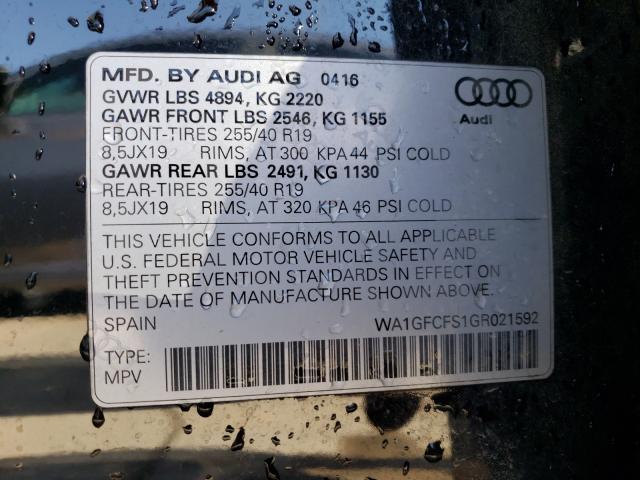 MFD. BY AUDI AG 0416
GVWR LBS 4894, KG 2220
GAWR FRONT LBS 2546, KG 1155
FRONT-TIRES 255/40 R19
8,5JX19 RIMS, AT 300 KPA 44 PSI COLD
GAWR REAR LBS 2491, KG 1130
REAR-TIRES 255/40 R19
8,5JX19 RIMS, AT 320 KPA 46 PSI COLD
Audi
THIS VEHICLE CONFORMS TO ALL APPLICABLE
U.S. FEDERAL MOTOR VEHICLE SAFETY AND
THEFT PREVENTION STANDARDS IN EFFECT ON
THE DATE OF MANUFACTURE SHOWN ABOVE.
SPAIN WA1GFCFS1GR021592
TYPE:
MPV